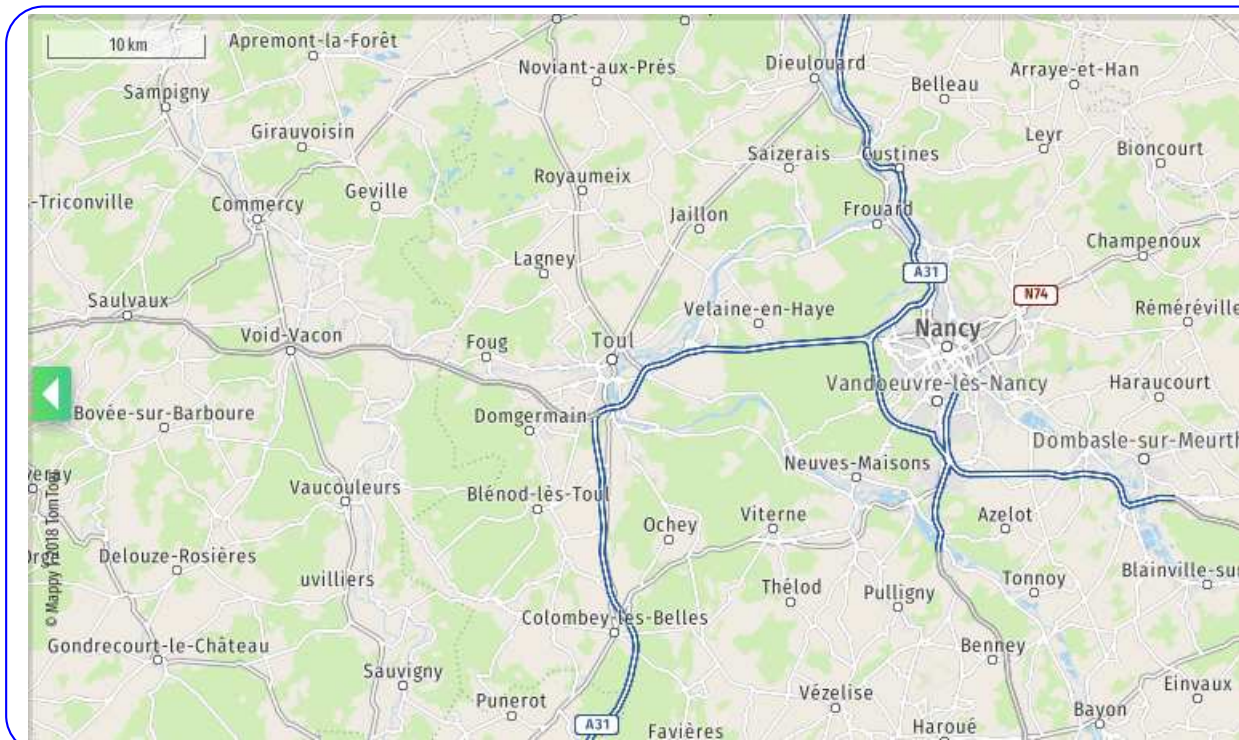 10 km
Apremont-la-Forêt
Noviant-aux-Prés
Dieulouard
Belleau
Arraye-et-Han
Sampigny
Girauvoisin
Saizerais
Custines
Leyr
Bioncourt
Royaumeix
Geville
-Triconville
Commercy
Jaillon
Frouard
Champenoux
Lagney
A31
N74
Saulvaux
Velaine-en-Haye
Réméréville
Void-Vacon
Foug
Toul
Nancy
Vandoeuvre-lès-Nancy
Haraucourt
Bovée-sur-Barboure
Domgermain
Dombasle-sur-Meurth
Neuves-Maisons
Vaucouleurs
Blénod-lès-Toul
Ochey
Viterne
Azelot
Delouze-Rosières
uvilliers
Thélod
Pulligny
Tonnoy
Blainville-su
Colombey-les-Belles
Gondrecourt-le-Château
Benney
Sauvigny
Punerot
Vézelise
Einvaux
A31
Favières
Haroué
Bayon
© Mappy | 2018 TomTom